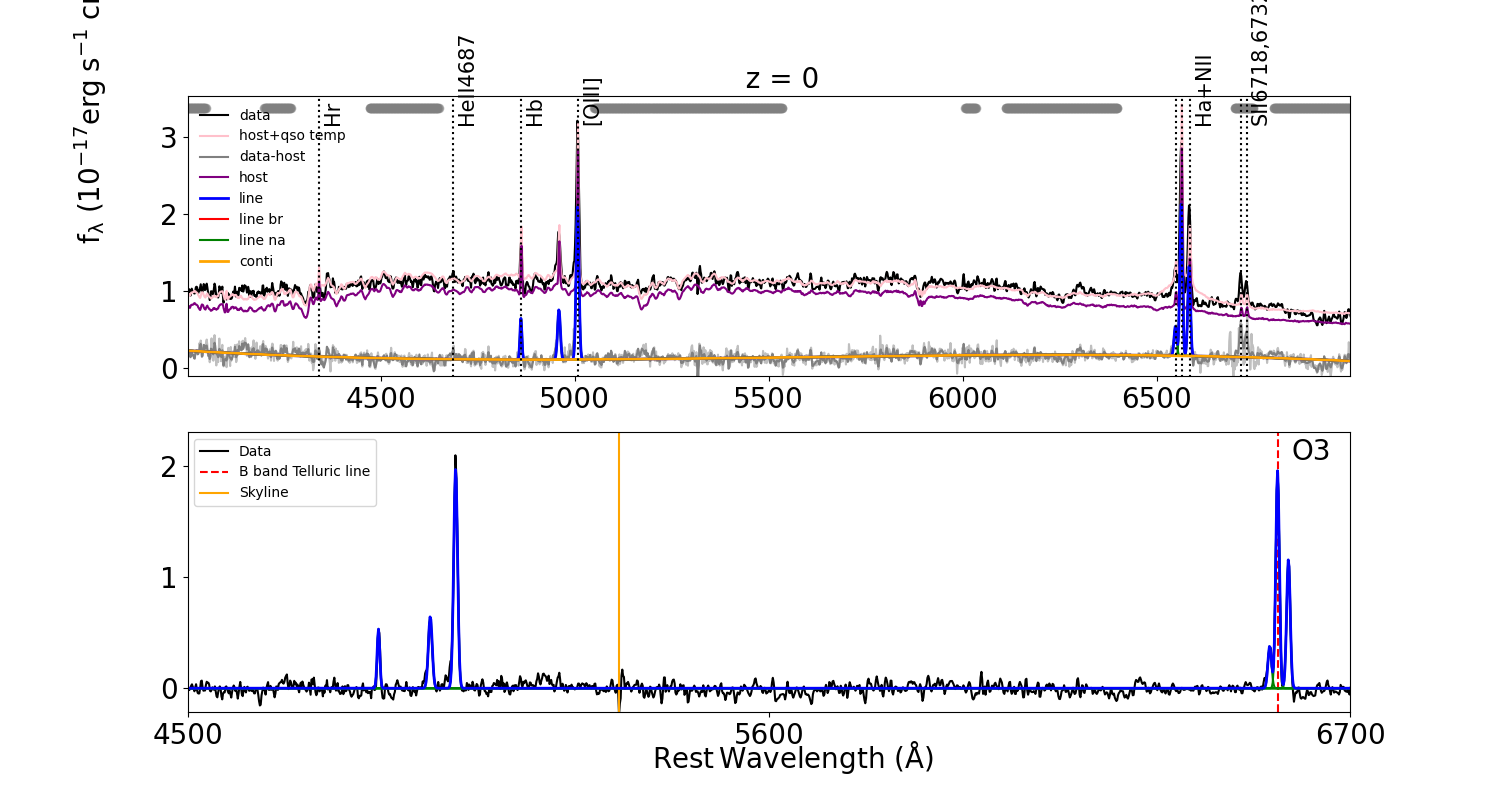 z = 0
f_λ (10^−17 erg s^−1 c
Hr
HeII4687
Hb
[OIII]
Ha+NII
SII6718,673
data
host+qso temp
data-host
host
line
line br
line na
conti
3
2
1
0
4500 5000 5500 6000 6500
Data
B band Telluric line
Skyline
O3
2
1
0
4500 5600 6700
Rest Wavelength (Å)